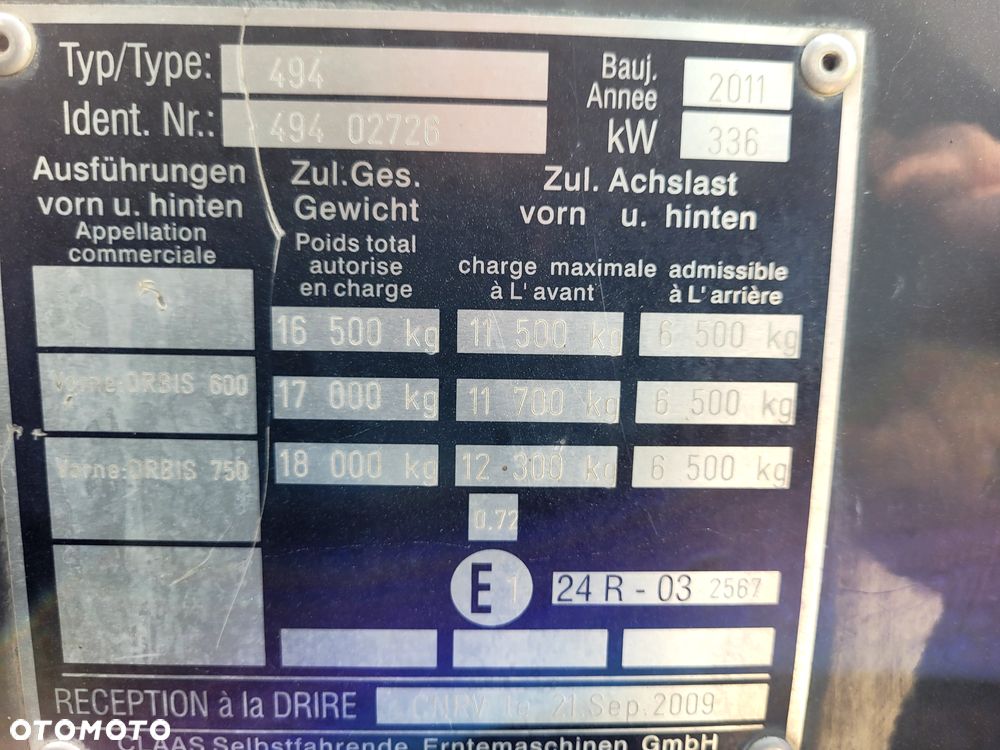 Typ/Type: 494
Ident. Nr.: 494 02726
Bauj.
Annee 2011
kW 336
Ausführungen
vorn u. hinten
Appellation
commerciale
Zul.Ges.
Gewicht
Poids total
autorise
en charge
Zul. Achslast
vorn u. hinten
charge maximale admissible
à L' avant à L' arrière
16 500 kg 11 500 kg 6 500 kg
Vorne:ORBIS 600 17 000 kg 11 700 kg 6 500 kg
Vorne:ORBIS 750 18 000 kg 12 300 kg 6 500 kg
0.72
E 1 24 R - 03 2567
RECEPTION à la DRIRE CNRV le 21.Sep.2009
CLAAS Selbstfahrende Erntemaschinen GmbH
OTOMOTO